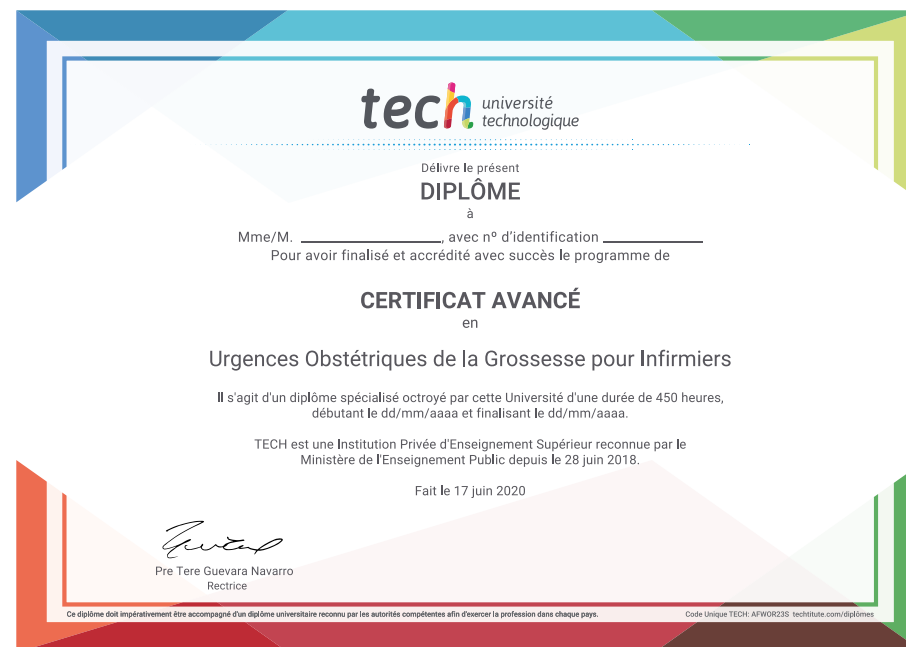 tech université
technologique
Délivre le présent
DIPLÔME
à
Mme/M. ____________________, avec nº d'identification ______________
Pour avoir finalisé et accrédité avec succès le programme de
CERTIFICAT AVANCÉ
en
Urgences Obstétriques de la Grossesse pour Infirmiers
Il s'agit d'un diplôme spécialisé octroyé par cette Université d'une durée de 450 heures,
débutant le dd/mm/aaaa et finalisant le dd/mm/aaaa.
TECH est une Institution Privée d'Enseignement Supérieur reconnue par le
Ministère de l'Enseignement Public depuis le 28 juin 2018.
Fait le 17 juin 2020
Pre Tere Guevara Navarro
Rectrice
Ce diplôme doit impérativement être accompagné d'un diplôme universitaire reconnu par les autorités compétentes afin d'exercer la profession dans chaque pays.
Code Unique TECH: AFWOR23S techtitute.com/diplômes